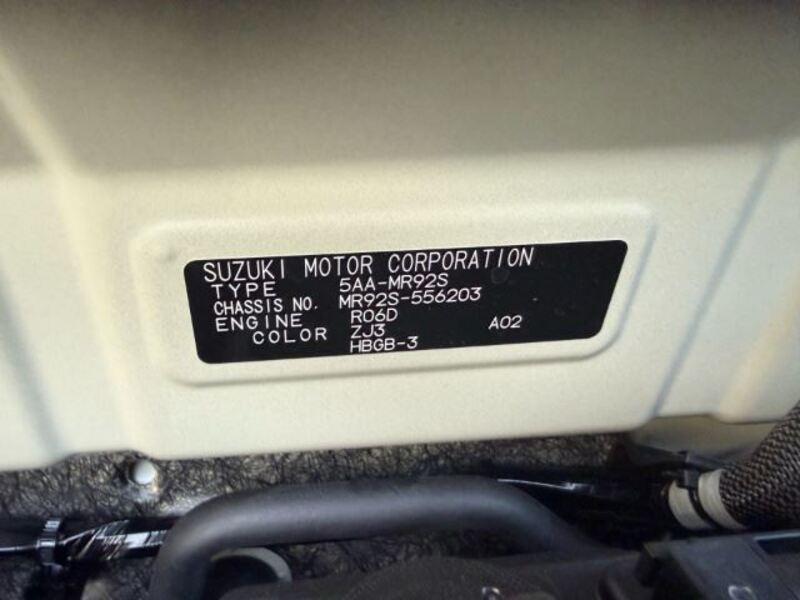 SUZUKI MOTOR CORPORATION
TYPE 5AA-MR92S
CHASSIS NO. MR92S-556203
ENGINE R06D
COLOR ZJ3 A02
HBGB-3